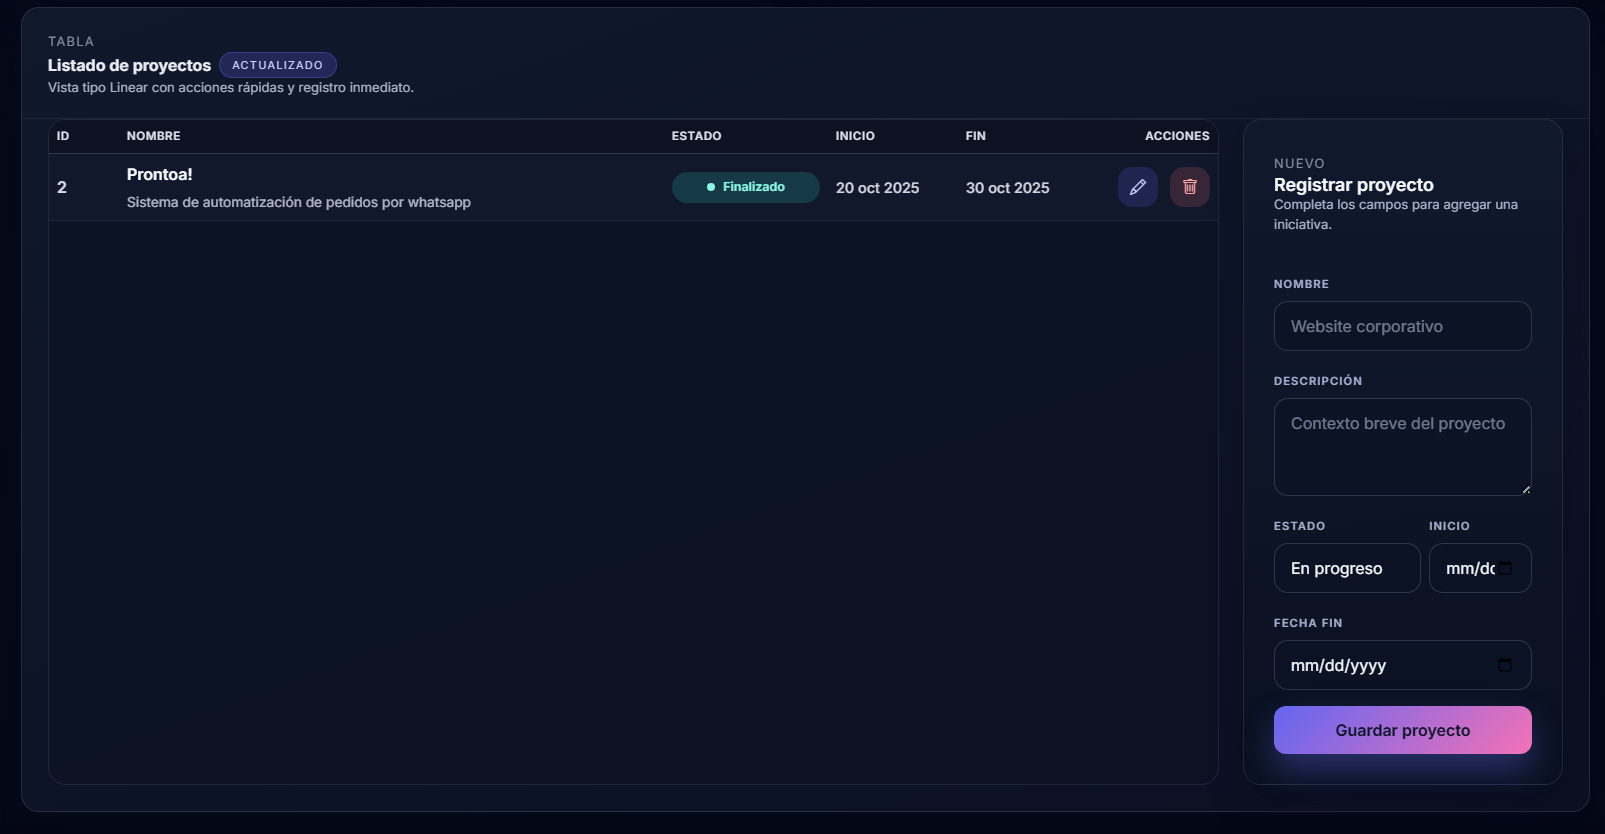 TABLA
Listado de proyectos ACTUALIZADO
Vista tipo Linear con acciones rápidas y registro inmediato.
ID NOMBRE ESTADO INICIO FIN ACCIONES
2 Prontoa! Finalizado 20 oct 2025 30 oct 2025
Sistema de automatización de pedidos por whatsapp
NUEVO
Registrar proyecto
Completa los campos para agregar una
iniciativa.
NOMBRE
Website corporativo
DESCRIPCIÓN
Contexto breve del proyecto
ESTADO INICIO
En progreso mm/dd
FECHA FIN
mm/dd/yyyy
Guardar proyecto